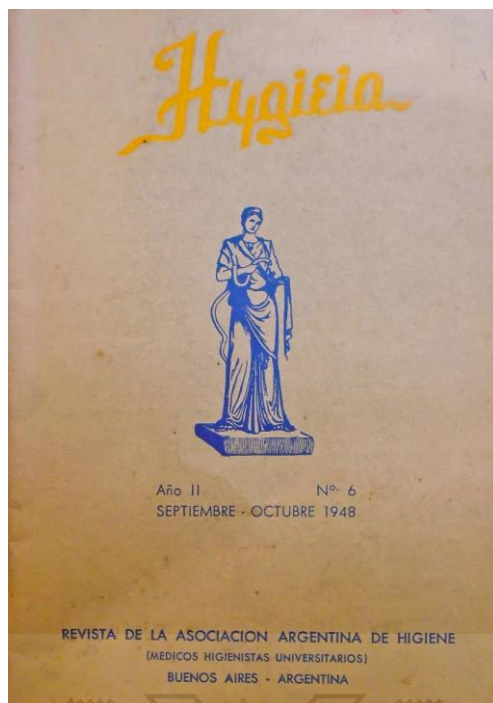 Hygieia
Año II Nº 6
SEPTIEMBRE - OCTUBRE 1948
REVISTA DE LA ASOCIACION ARGENTINA DE HIGIENE
(MEDICOS HIGIENISTAS UNIVERSITARIOS)
BUENOS AIRES - ARGENTINA